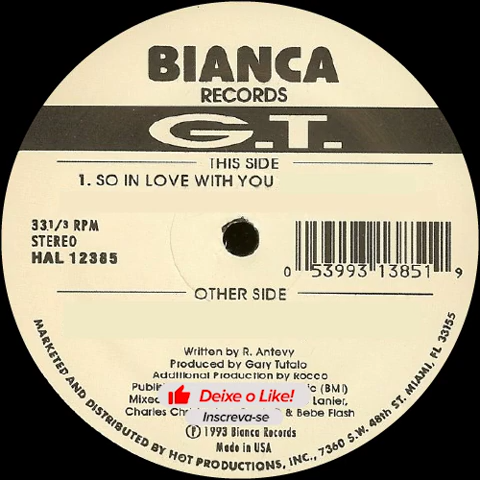 BIANCA
RECORDS
G.T.
THIS SIDE
1. SO IN LOVE WITH YOU
33 1/3 RPM
STEREO
HAL 12385
0 53993 13851 9
OTHER SIDE
Written by R. Antevy
Produced by Gary Tutalo
Additional Production by Rocco
(BMI)
Mixed Lanier,
Charles & Bebe Flash
℗ 1993 Bianca Records
Made in USA
MARKETED AND DISTRIBUTED BY HOT PRODUCTIONS, INC., 7360 S.W. 48th ST. MIAMI, FL 33155
Deixe o Like!
Inscreva-se